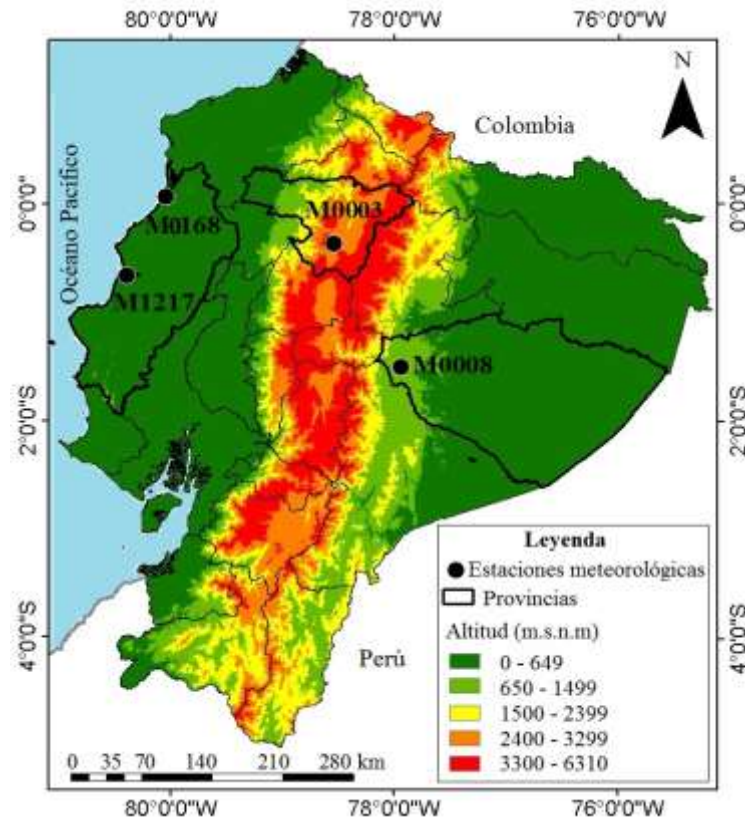 80°0'0"W 78°0'0"W 76°0'0"W
N
Colombia
Océano Pacifico
0°0'0" 0°0'0"
M0003
M0168
M1217
M0008
2°0'0"S 2°0'0"S
Leyenda
Estaciones meteorológicas
Provincias
Altitud (m.s.n.m)
0 - 649
650 - 1499
1500 - 2399
2400 - 3299
3300 - 6310
4°0'0"S 4°0'0"S
Perú
0 35 70 140 210 280 km
80°0'0"W 78°0'0"W 76°0'0"W